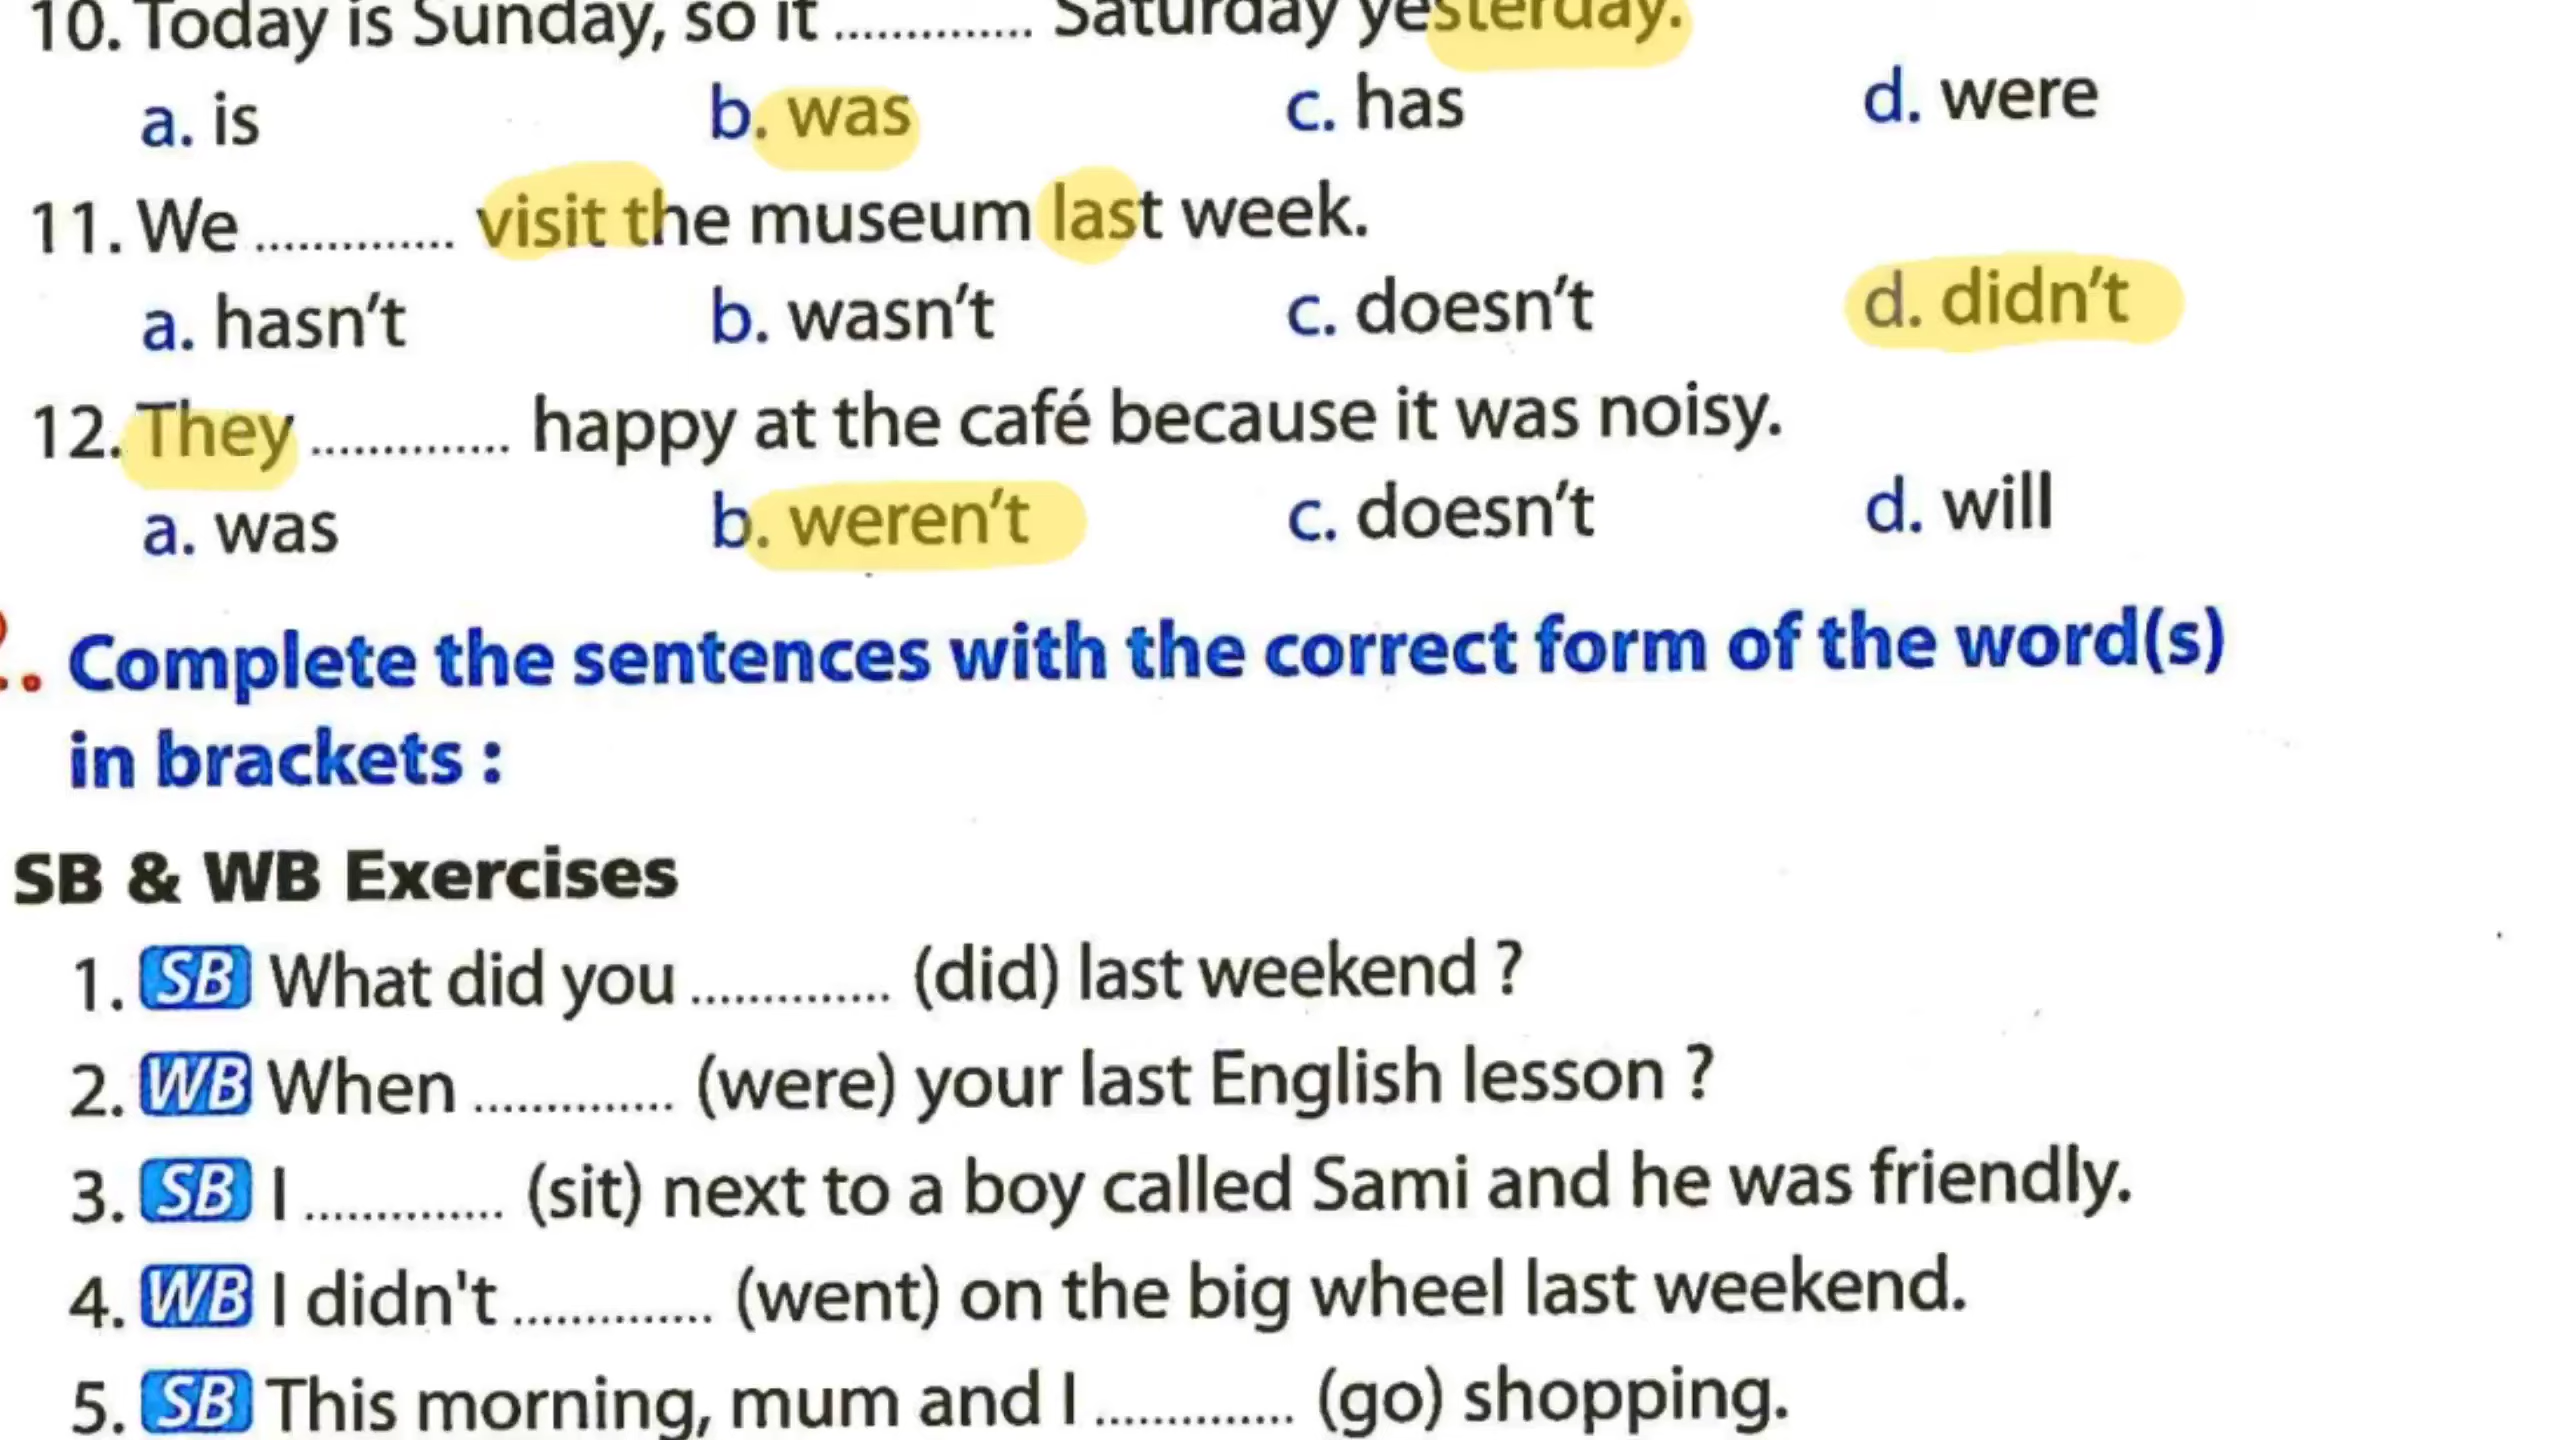 10. Today is Sunday, so it .............. Saturday yesterday.
a. is b. was c. has d. were
11. We .............. visit the museum last week.
a. hasn't b. wasn't c. doesn't d. didn't
12. They .............. happy at the café because it was noisy.
a. was b. weren't c. doesn't d. will
. Complete the sentences with the correct form of the word(s)
in brackets :
SB & WB Exercises
1. SB What did you .............. (did) last weekend ?
2. WB When .............. (were) your last English lesson ?
3. SB I .............. (sit) next to a boy called Sami and he was friendly.
4. WB I didn't .............. (went) on the big wheel last weekend.
5. SB This morning, mum and I .............. (go) shopping.